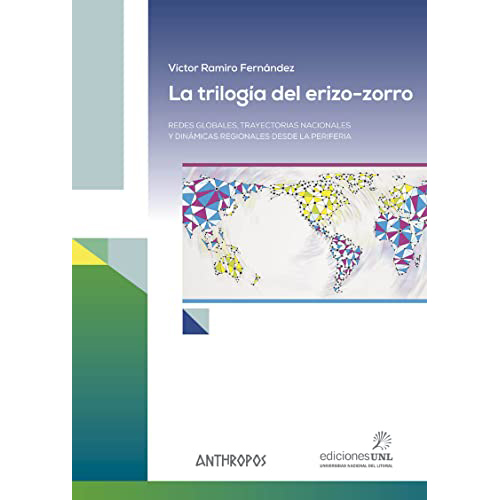 Víctor Ramiro Fernández
La trilogía del erizo-zorro
REDES GLOBALES, TRAYECTORIAS NACIONALES
Y DINÁMICAS REGIONALES DESDE LA PERIFERIA
ANTHROPOS
edicionesUNL
UNIVERSIDAD NACIONAL DEL LITORAL